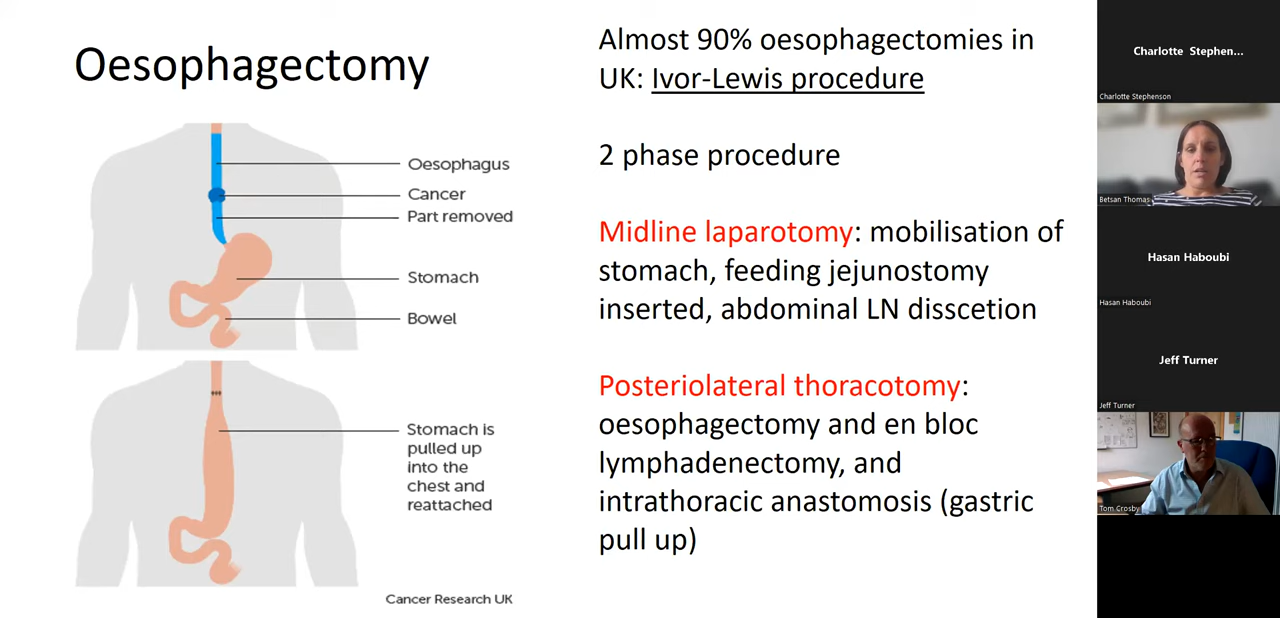 Oesophagectomy
Oesophagus
Cancer
Part removed
Stomach
Bowel
Stomach is
pulled up
into the
chest and
reattached
Cancer Research UK
Almost 90% oesophagectomies in
UK: Ivor-Lewis procedure
2 phase procedure
Midline laparotomy: mobilisation of
stomach, feeding jejunostomy
inserted, abdominal LN disscetion
Posteriolateral thoracotomy:
oesophagectomy and en bloc
lymphadenectomy, and
intrathoracic anastomosis (gastric
pull up)
Charlotte Stephen...
Charlotte Stephenson
Betsan Thomas
Hasan Haboubi
Hasan Haboubi
Jeff Turner
Jeff Turner
Tom Crosby